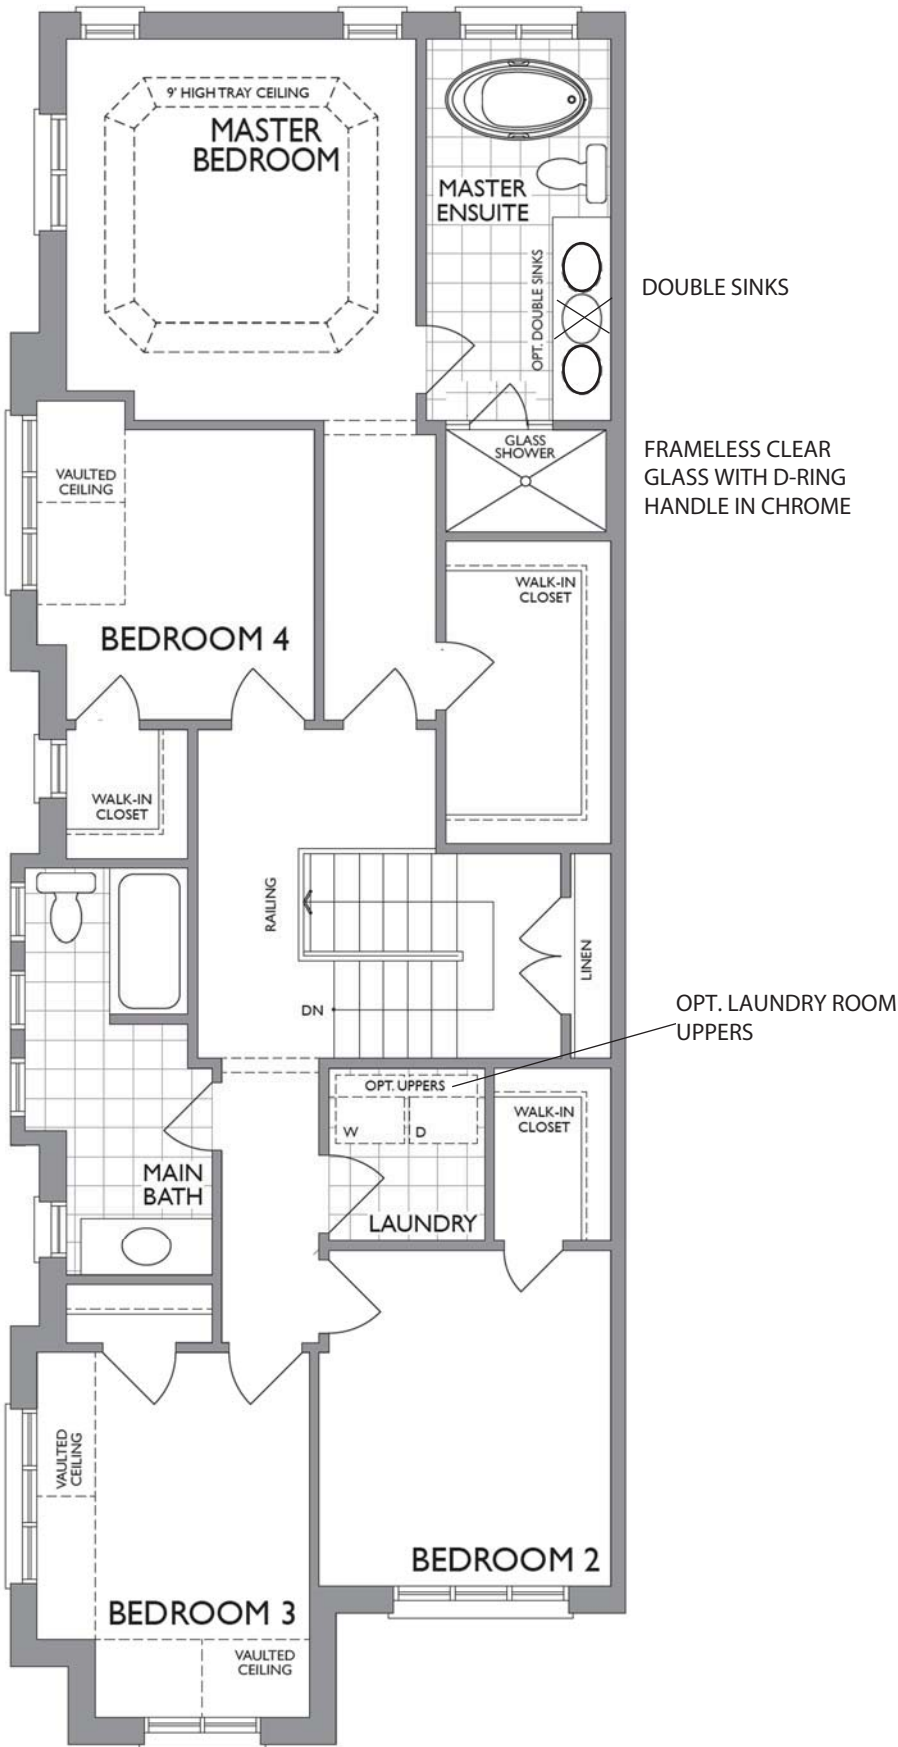 9' HIGH TRAY CEILING
MASTER
BEDROOM
MASTER
ENSUITE
OPT. DOUBLE SINKS
DOUBLE SINKS
GLASS
SHOWER
FRAMELESS CLEAR
GLASS WITH D-RING
HANDLE IN CHROME
VAULTED
CEILING
WALK-IN
CLOSET
BEDROOM 4
WALK-IN
CLOSET
RAILING
LINEN
DN
OPT. LAUNDRY ROOM
UPPERS
OPT. UPPERS
W
D
WALK-IN
CLOSET
MAIN
BATH
LAUNDRY
VAULTED
CEILING
BEDROOM 2
BEDROOM 3
VAULTED
CEILING